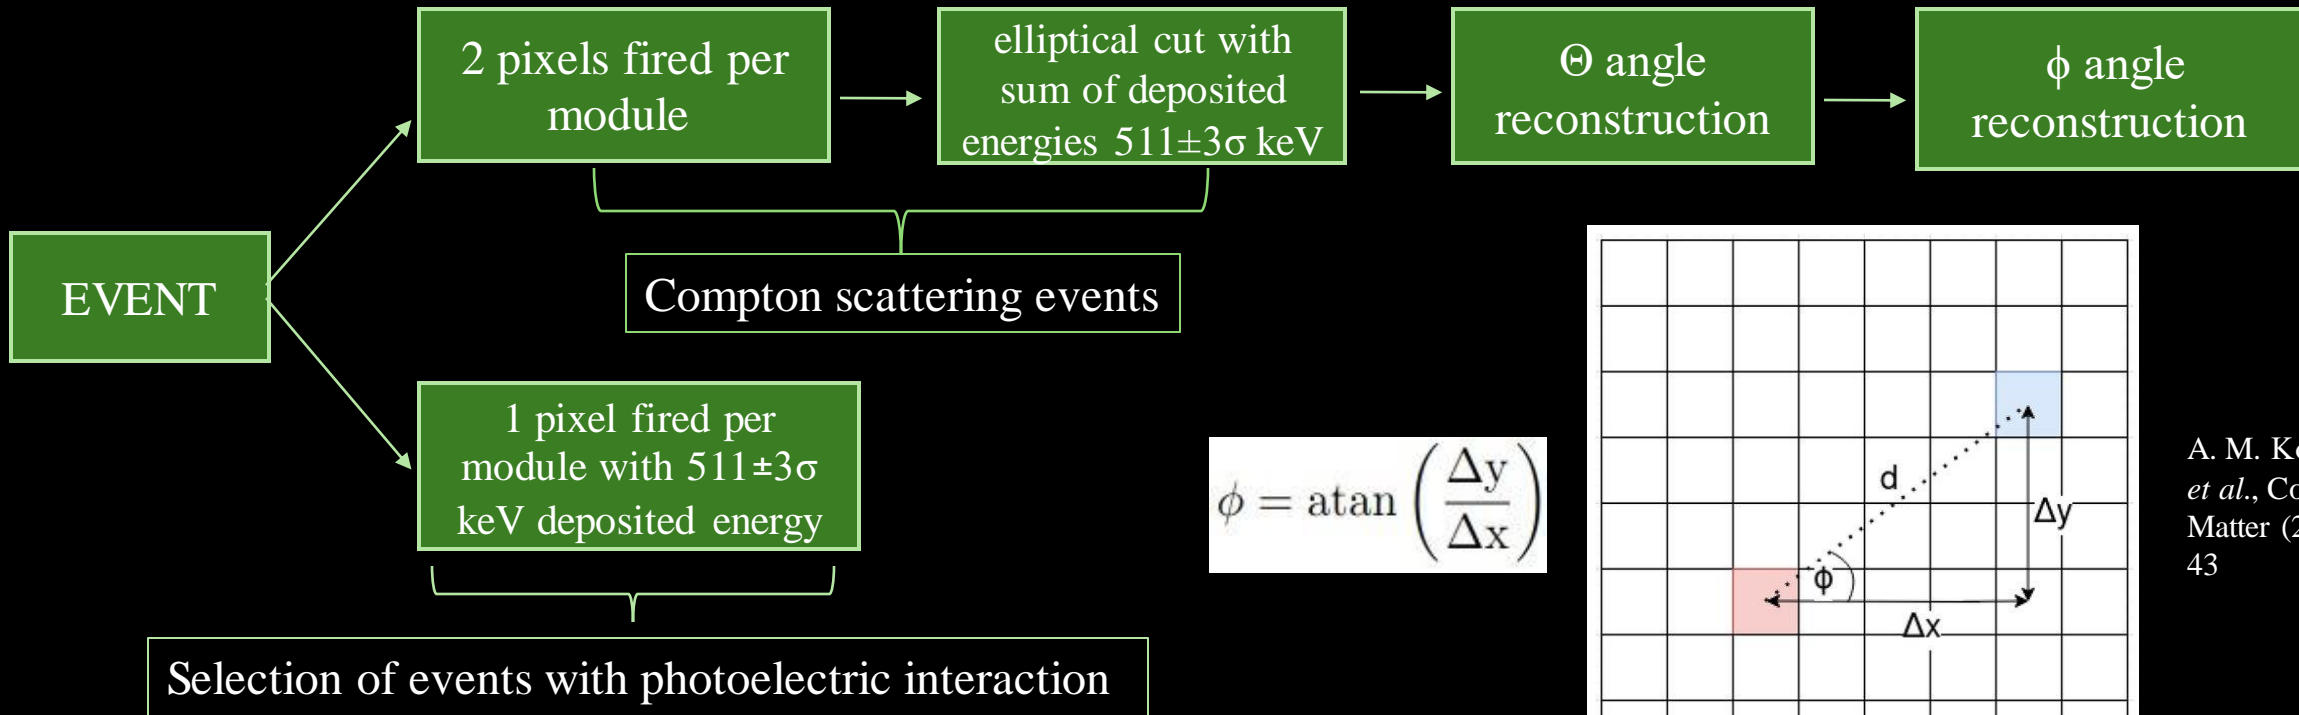 2 pixels fired per
module
elliptical cut with
sum of deposited
energies 511±3σ keV
Θ angle
reconstruction
ϕ angle
reconstruction
EVENT
Compton scattering events
1 pixel fired per
module with 511±3σ
keV deposited energy
Selection of events with photoelectric interaction
ϕ = atan (Δy/Δx)
d
Δy
ϕ
Δx
A. M.
et al.,
Matter
43